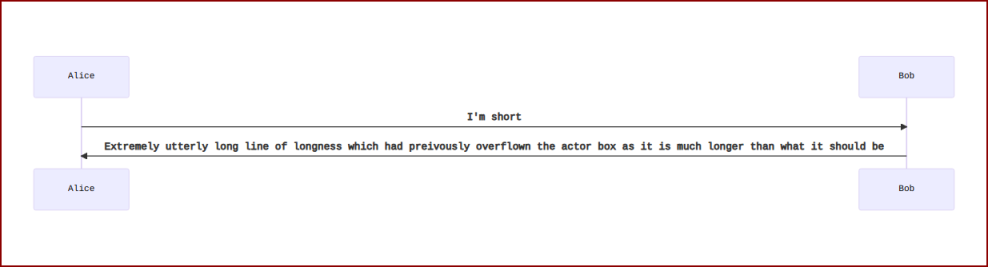 Alice Bob
I'm short
Extremely utterly long line of longness which had preivously overflown the actor box as it is much longer than what it should be
Alice Bob